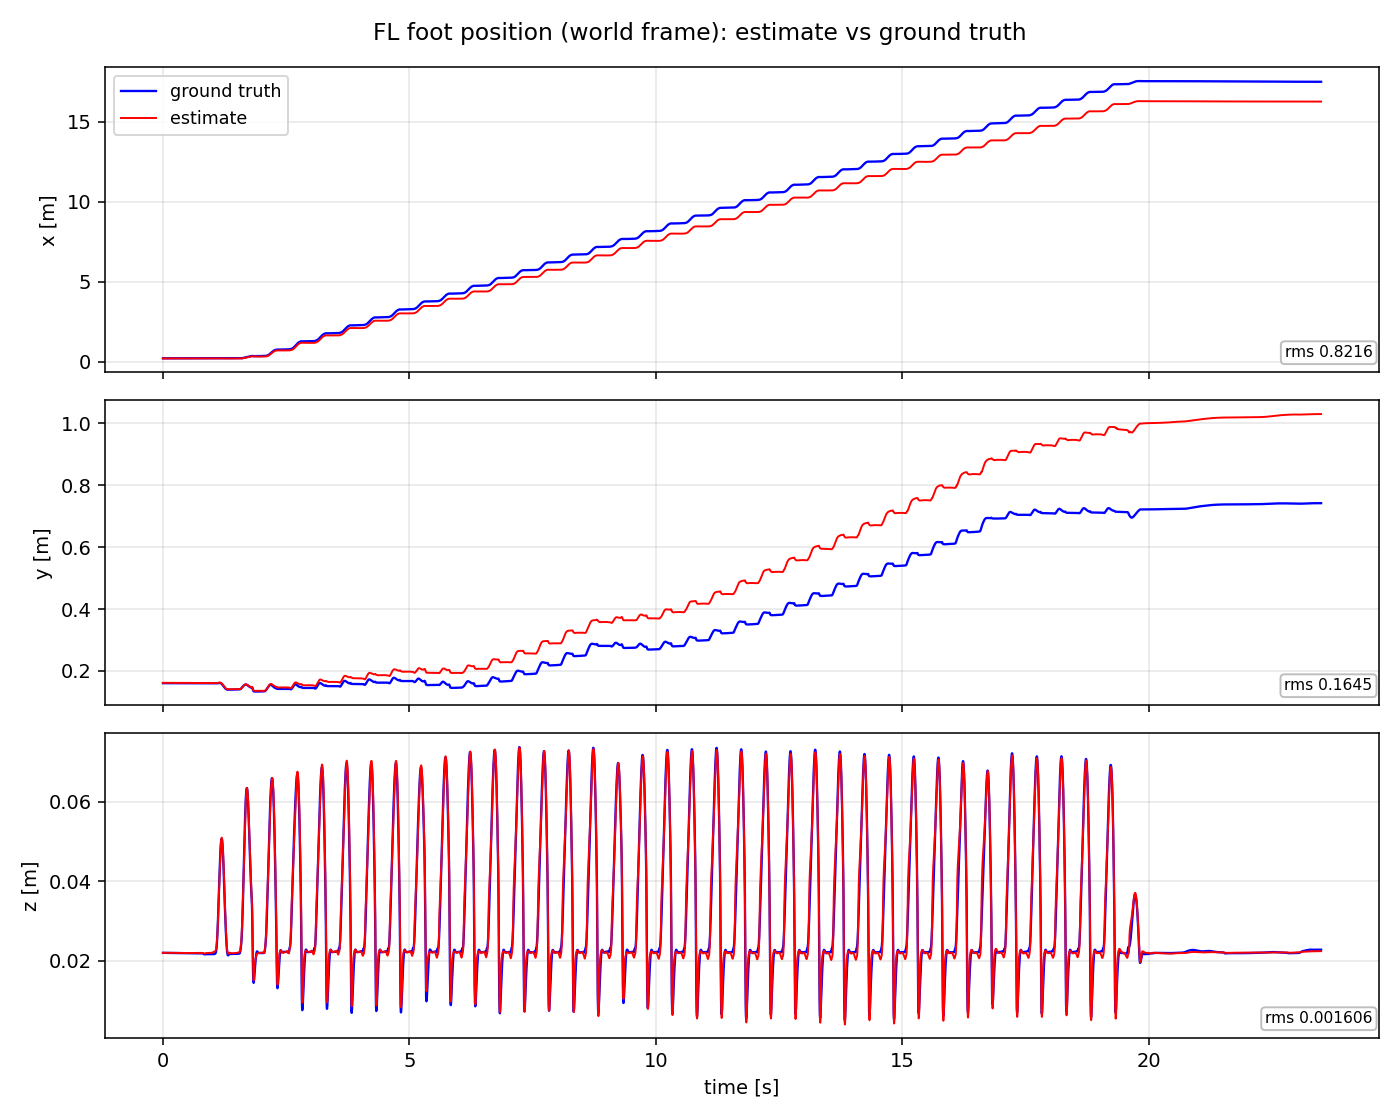 FL foot position (world frame): estimate vs ground truth
ground truth
estimate
15
10
5
0
x [m]
rms 0.8216
1.0
0.8
0.6
0.4
0.2
y [m]
rms 0.1645
0.06
0.04
0.02
z [m]
rms 0.001606
0
5
10
15
20
time [s]